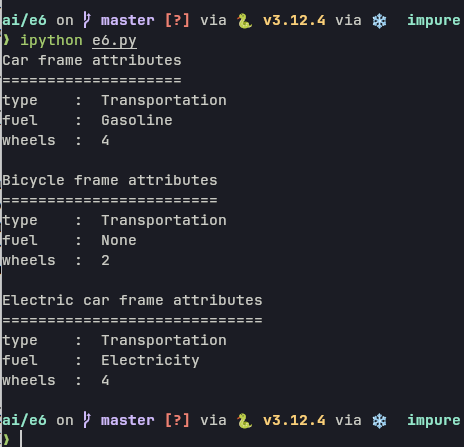 ai/e6 on master [?] via 🐍 v3.12.4 via ❄️ impure
❱ ipython e6.py
Car frame attributes
=====================
type    :  Transportation
fuel    :  Gasoline
wheels  :  4
Bicycle frame attributes
=========================
type    :  Transportation
fuel    :  None
wheels  :  2
Electric car frame attributes
==============================
type    :  Transportation
fuel    :  Electricity
wheels  :  4
ai/e6 on master [?] via 🐍 v3.12.4 via ❄️ impure
❱